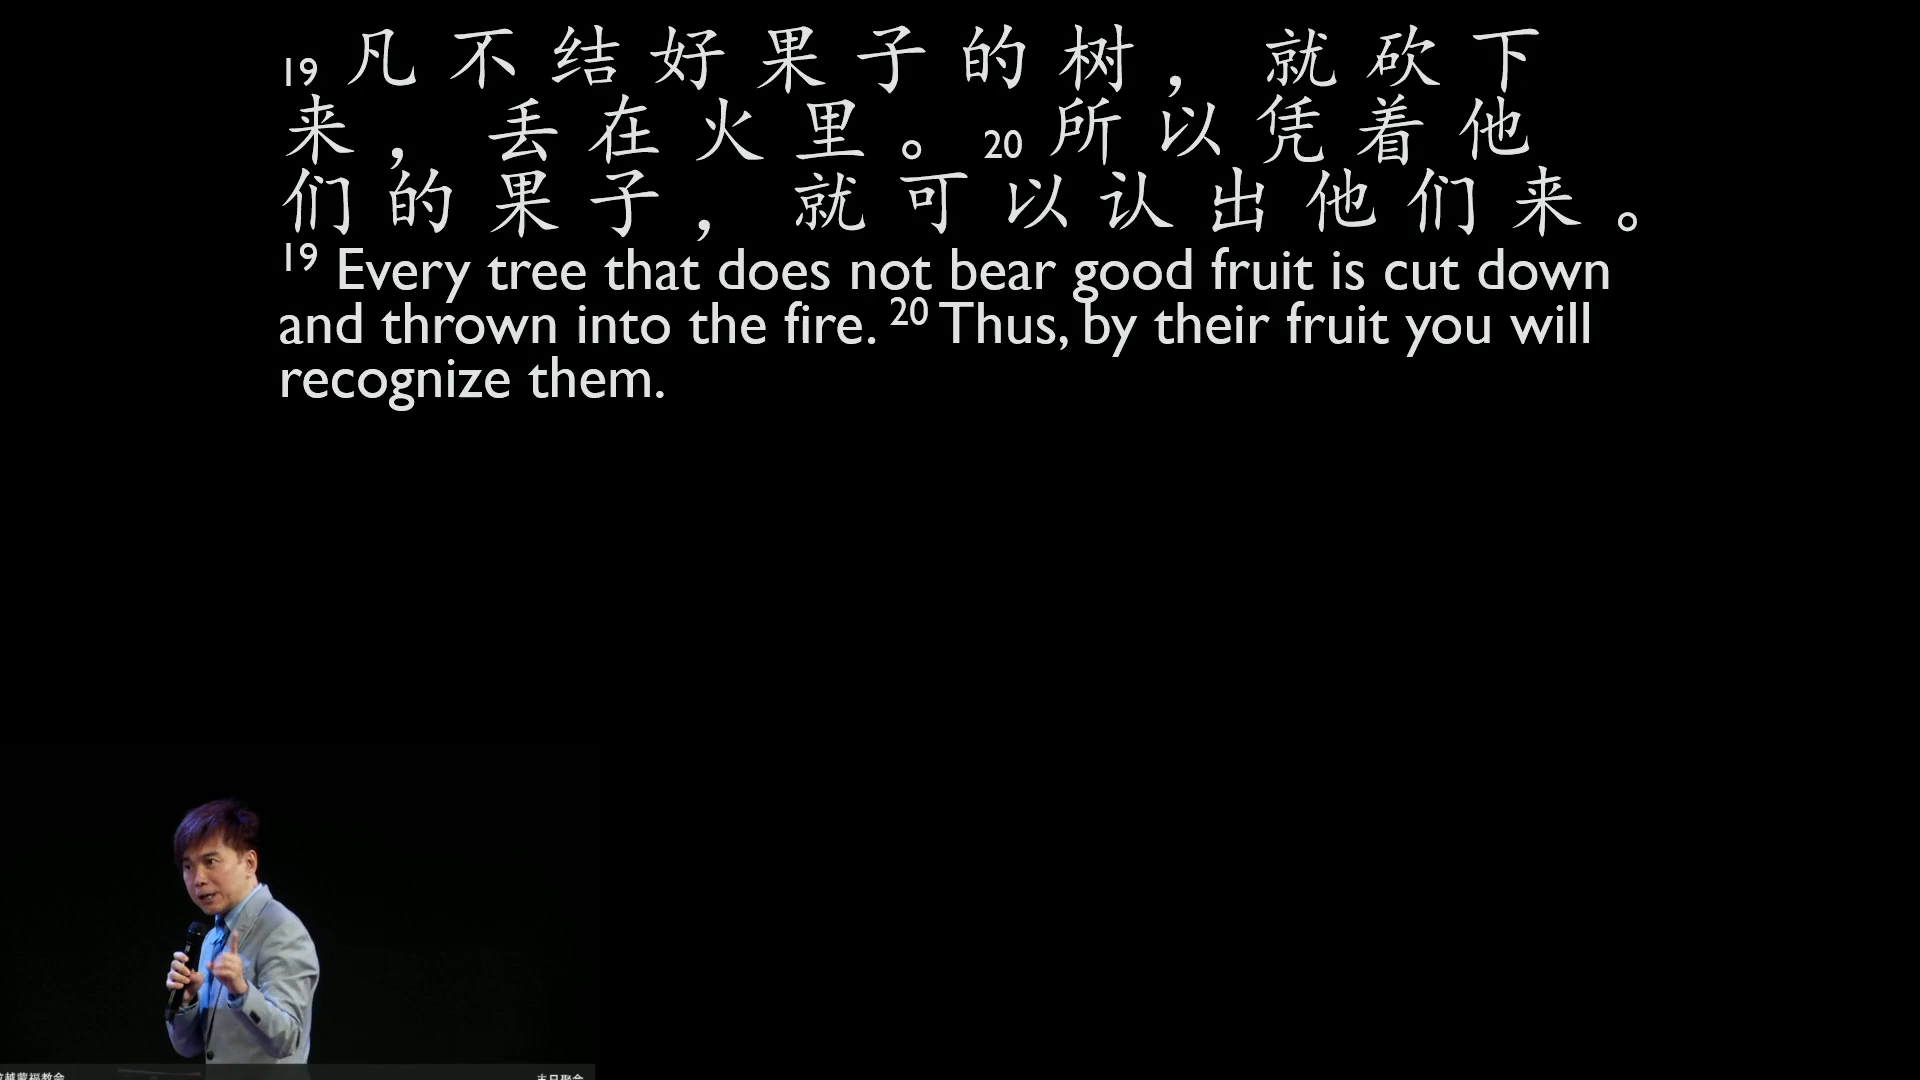 19 凡不结好果子的树，就砍下
来，丢在火里。20 所以凭着他
们的果子，就可以认出他们来。
19 Every tree that does not bear good fruit is cut down
and thrown into the fire. 20 Thus, by their fruit you will
recognize them.